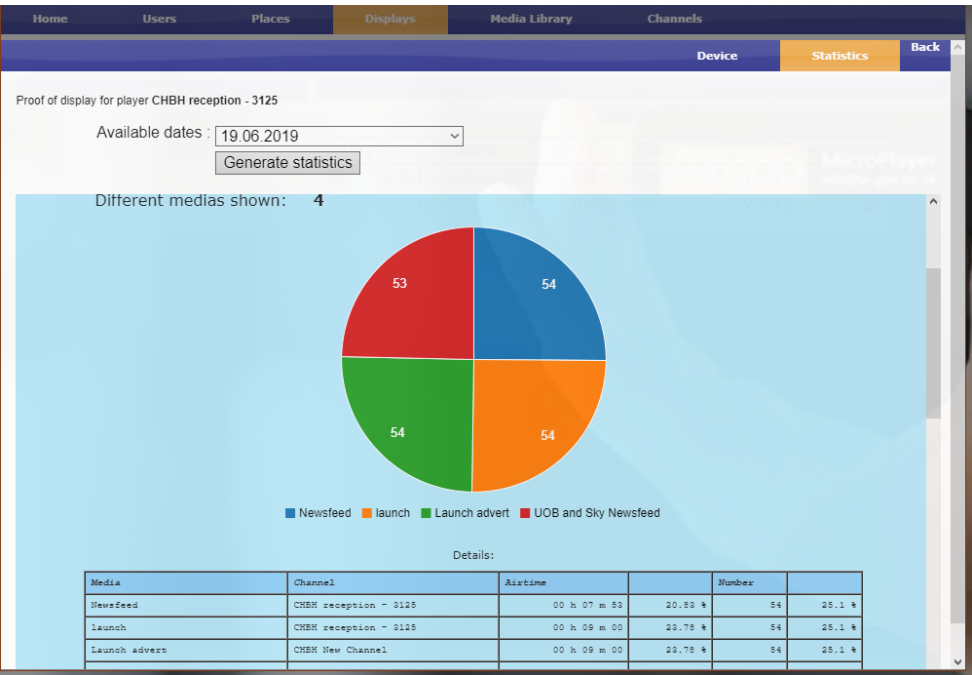 Home Users Places Displays Media Library Channels
Device Statistics Back
Proof of display for player CHBH reception - 3125
Available dates : 19.06.2019
Generate statistics
MicroPlayer
Different medias shown: 4
53 54
54 54
Newsfeed launch Launch advert UOB and Sky Newsfeed
Details:
Media Channel Airtime Number
Newsfeed CHBH reception - 3125 00 h 07 m 53 20.83 % 54 25.1 %
launch CHBH reception - 3125 00 h 09 m 00 23.78 % 54 25.1 %
Launch advert CHBH New Channel 00 h 09 m 00 23.78 % 54 25.1 %